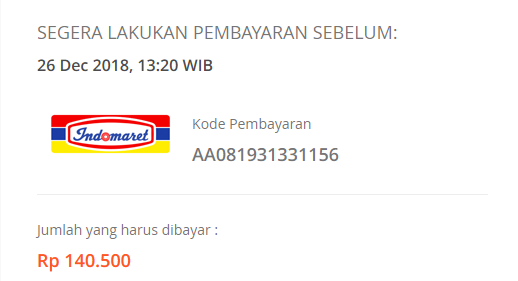 SEGERA LAKUKAN PEMBAYARAN SEBELUM:
26 Dec 2018, 13:20 WIB
Indomaret
Kode Pembayaran
AA081931331156
Jumlah yang harus dibayar :
Rp 140.500